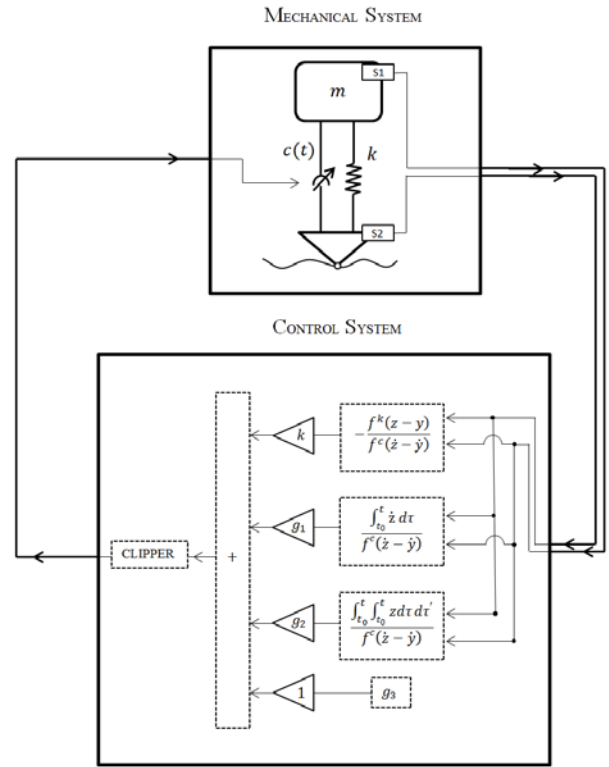 MECHANICAL SYSTEM
S1
m
c(t)
k
S2
CONTROL SYSTEM
k
− f^k(z − y) / f^c(ż − ẏ)
g₁
∫_{t₀}^{t} ż dτ / f^c(ż − ẏ)
CLIPPER
+
g₂
∫_{t₀}^{t} ∫_{t₀}^{t} z dτ dτ′ / f^c(ż − ẏ)
1
g₃